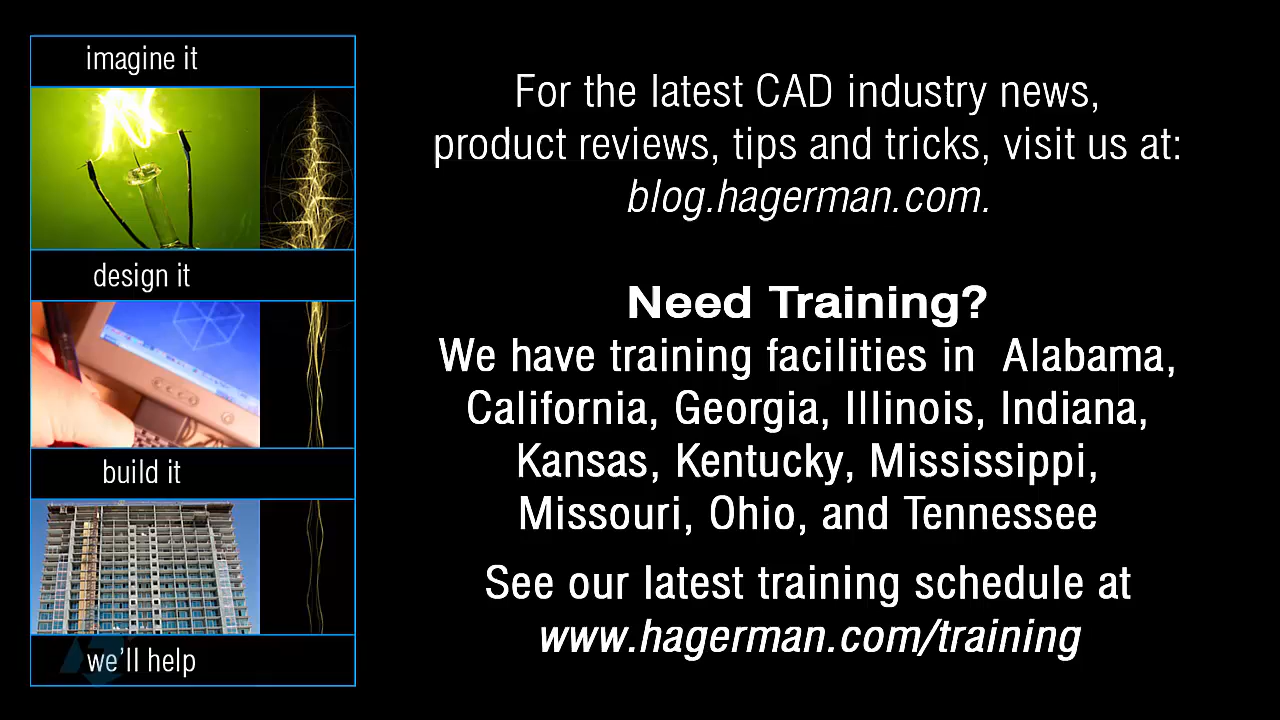 imagine it
design it
build it
we'll help
For the latest CAD industry news,
product reviews, tips and tricks, visit us at:
blog.hagerman.com.
Need Training?
We have training facilities in  Alabama,
California, Georgia, Illinois, Indiana,
Kansas, Kentucky, Mississippi,
Missouri, Ohio, and Tennessee
See our latest training schedule at
www.hagerman.com/training